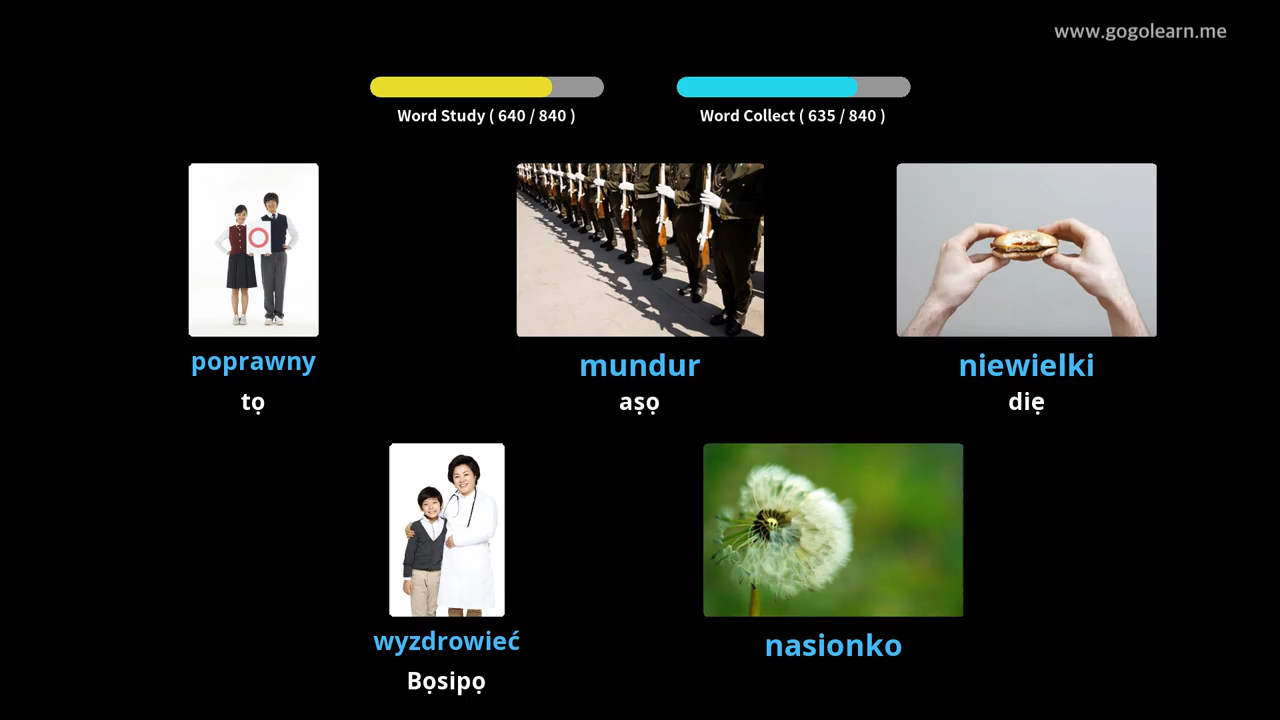 www.gogolearn.me
Word Study ( 640 / 840 )
Word Collect ( 635 / 840 )
poprawny
tọ
mundur
aṣọ
niewielki
diẹ
wyzdrowieć
Bọsipọ
nasionko